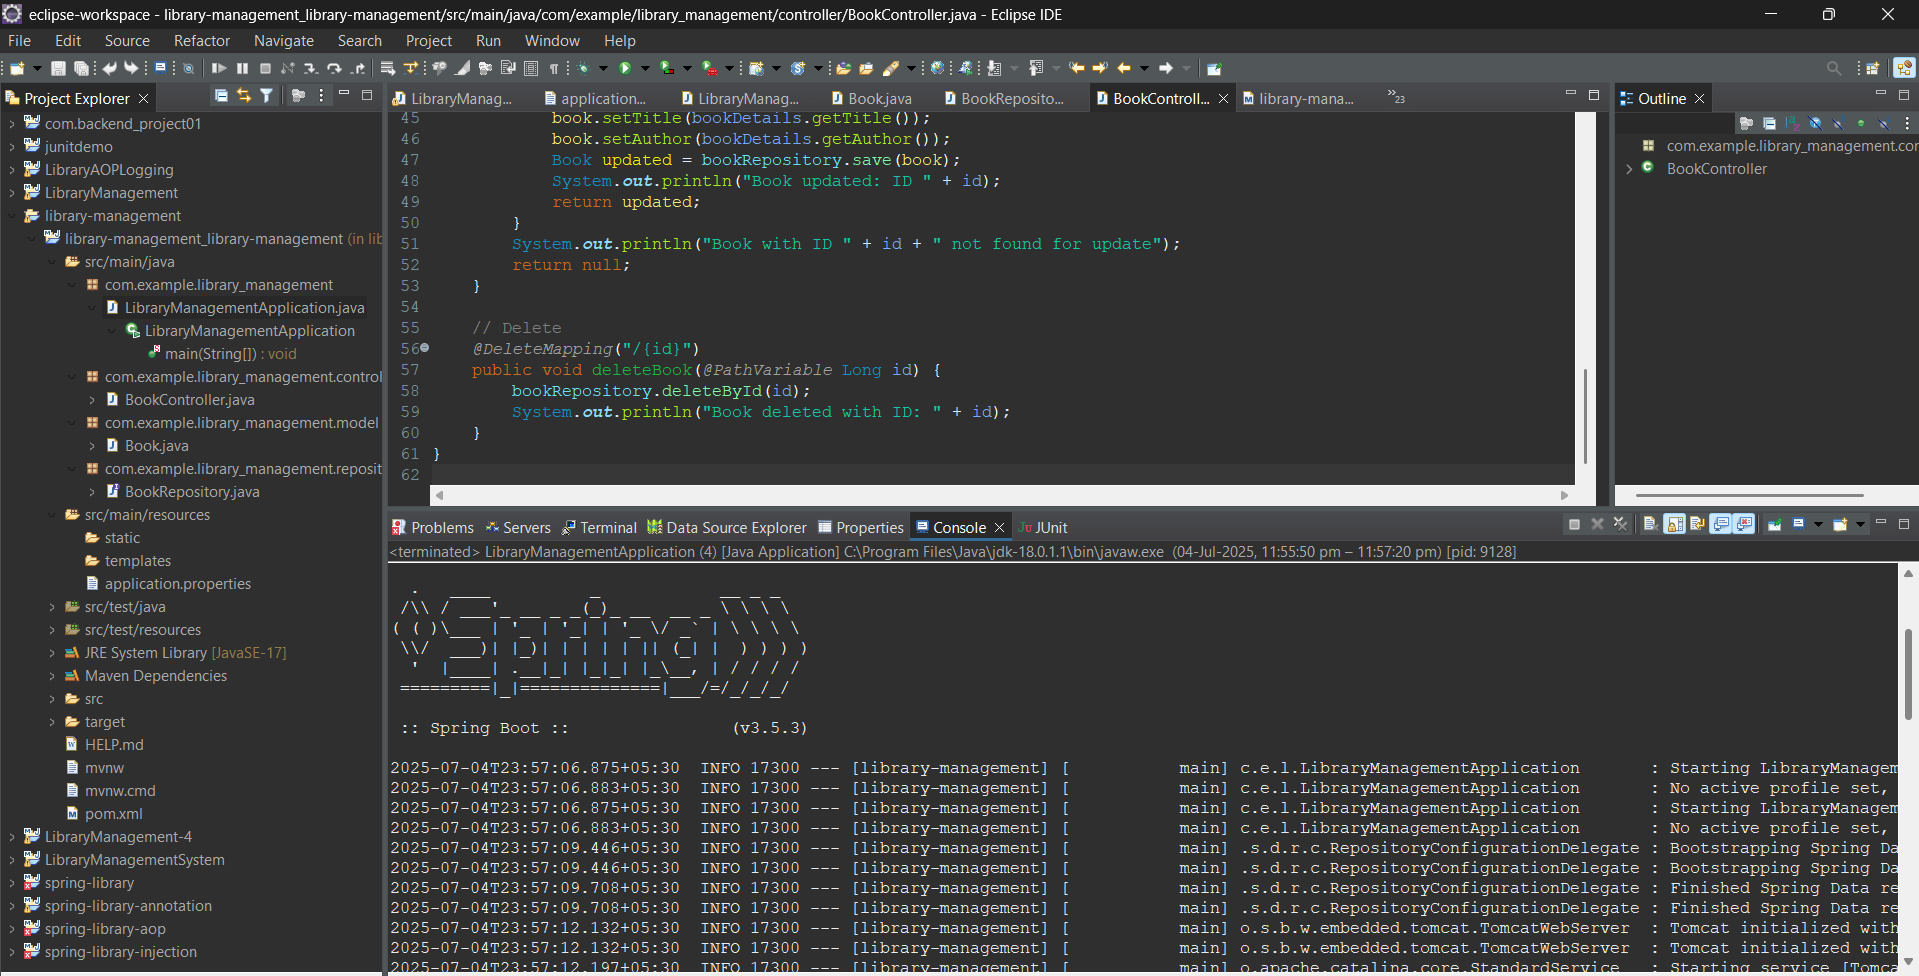 eclipse-workspace - library-management_library-management/src/main/java/com/example/library_management/controller/BookController.java - Eclipse IDE
File Edit Source Refactor Navigate Search Project Run Window Help
Project Explorer
com.backend_project01
junitdemo
LibraryAOPLogging
LibraryManagement
library-management
library-management_library-management (in lib
src/main/java
com.example.library_management
LibraryManagementApplication.java
LibraryManagementApplication
main(String[]) : void
com.example.library_management.control
BookController.java
com.example.library_management.model
Book.java
com.example.library_management.reposit
BookRepository.java
src/main/resources
static
templates
application.properties
src/test/java
src/test/resources
JRE System Library [JavaSE-17]
Maven Dependencies
src
target
HELP.md
mvnw
mvnw.cmd
pom.xml
LibraryManagement-4
LibraryManagementSystem
spring-library
spring-library-annotation
spring-library-aop
spring-library-injection
LibraryManag... application... LibraryManag... Book.java BookReposito... BookControll... library-mana... »23
45 book.setTitle(bookDetails.getTitle());
46 book.setAuthor(bookDetails.getAuthor());
47 Book updated = bookRepository.save(book);
48 System.out.println("Book updated: ID " + id);
49 return updated;
50 }
51 System.out.println("Book with ID " + id + " not found for update");
52 return null;
53 }
54
55 // Delete
56 @DeleteMapping("/{id}")
57 public void deleteBook(@PathVariable Long id) {
58 bookRepository.deleteById(id);
59 System.out.println("Book deleted with ID: " + id);
60 }
61 }
62
Outline
com.example.library_management.cor
BookController
Problems Servers Terminal Data Source Explorer Properties Console JUnit
<terminated> LibraryManagementApplication (4) [Java Application] C:\Program Files\Java\jdk-18.0.1.1\bin\javaw.exe (04-Jul-2025, 11:55:50 pm – 11:57:20 pm) [pid: 9128]
Spring
:: Spring Boot :: (v3.5.3)
2025-07-04T23:57:06.875+05:30 INFO 17300 --- [library-management] [ main] c.e.l.LibraryManagementApplication : Starting LibraryManagem
2025-07-04T23:57:06.883+05:30 INFO 17300 --- [library-management] [ main] c.e.l.LibraryManagementApplication : No active profile set,
2025-07-04T23:57:06.875+05:30 INFO 17300 --- [library-management] [ main] c.e.l.LibraryManagementApplication : Starting LibraryManagem
2025-07-04T23:57:06.883+05:30 INFO 17300 --- [library-management] [ main] c.e.l.LibraryManagementApplication : No active profile set,
2025-07-04T23:57:09.446+05:30 INFO 17300 --- [library-management] [ main] .s.d.r.c.RepositoryConfigurationDelegate : Bootstrapping Spring Da
2025-07-04T23:57:09.446+05:30 INFO 17300 --- [library-management] [ main] .s.d.r.c.RepositoryConfigurationDelegate : Bootstrapping Spring Da
2025-07-04T23:57:09.708+05:30 INFO 17300 --- [library-management] [ main] .s.d.r.c.RepositoryConfigurationDelegate : Finished Spring Data re
2025-07-04T23:57:09.708+05:30 INFO 17300 --- [library-management] [ main] .s.d.r.c.RepositoryConfigurationDelegate : Finished Spring Data re
2025-07-04T23:57:12.132+05:30 INFO 17300 --- [library-management] [ main] o.s.b.w.embedded.tomcat.TomcatWebServer : Tomcat initialized with
2025-07-04T23:57:12.132+05:30 INFO 17300 --- [library-management] [ main] o.s.b.w.embedded.tomcat.TomcatWebServer : Tomcat initialized with
2025-07-04T23:57:12.197+05:30 INFO 17300 --- [library-management] [ main] o.apache.catalina.core.StandardService : Starting service [Tomca